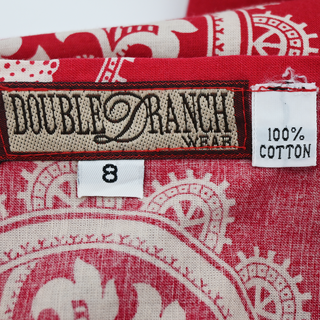 DOUBLE D RANCH
WEAR
8
100%
COTTON